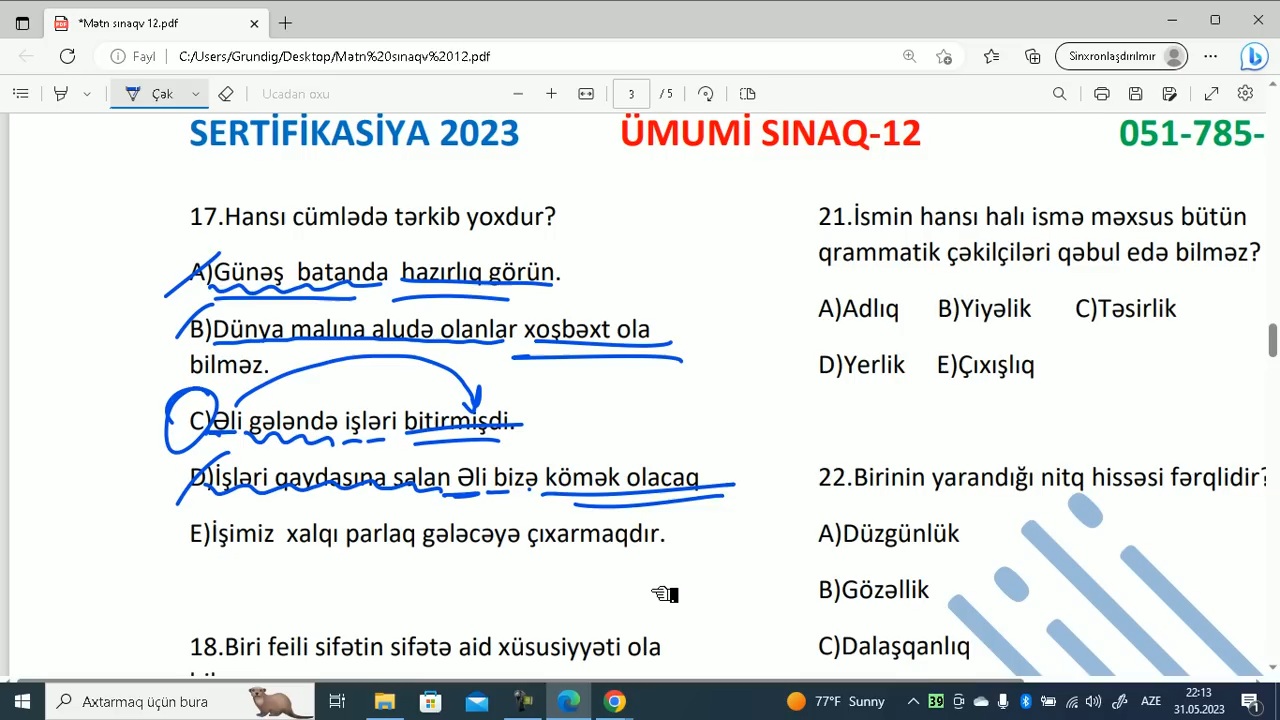 *Mətn sınaqv 12.pdf
Fayl
C:/Users/Grundig/Desktop/Mətn%20sınaqv%2012.pdf
Sinxronlaşdırılmır
Çək
Ucadan oxu
3 / 5
SERTİFİKASİYA 2023 ÜMUMİ SINAQ-12 051-785-
17.Hansı cümlədə tərkib yoxdur?
A)Günəş batanda hazırlıq görün.
B)Dünya malına aludə olanlar xoşbəxt ola
bilməz.
C)Əli gələndə işləri bitirmişdi.
D)İşləri qaydasına salan Əli bizə kömək olacaq
E)İşimiz xalqı parlaq gələcəyə çıxarmaqdır.
18.Biri feili sifətin sifətə aid xüsusiyyəti ola
21.İsmin hansı halı ismə məxsus bütün
qrammatik çəkilçiləri qəbul edə bilməz?
A)Adlıq B)Yiyəlik C)Təsirlik
D)Yerlik E)Çıxışlıq
22.Birinin yarandığı nitq hissəsi fərqlidir?
A)Düzgünlük
B)Gözəllik
C)Dalaşqanlıq
Axtarmaq üçün bura
77°F Sunny
39
AZE
22:13
31.05.2023